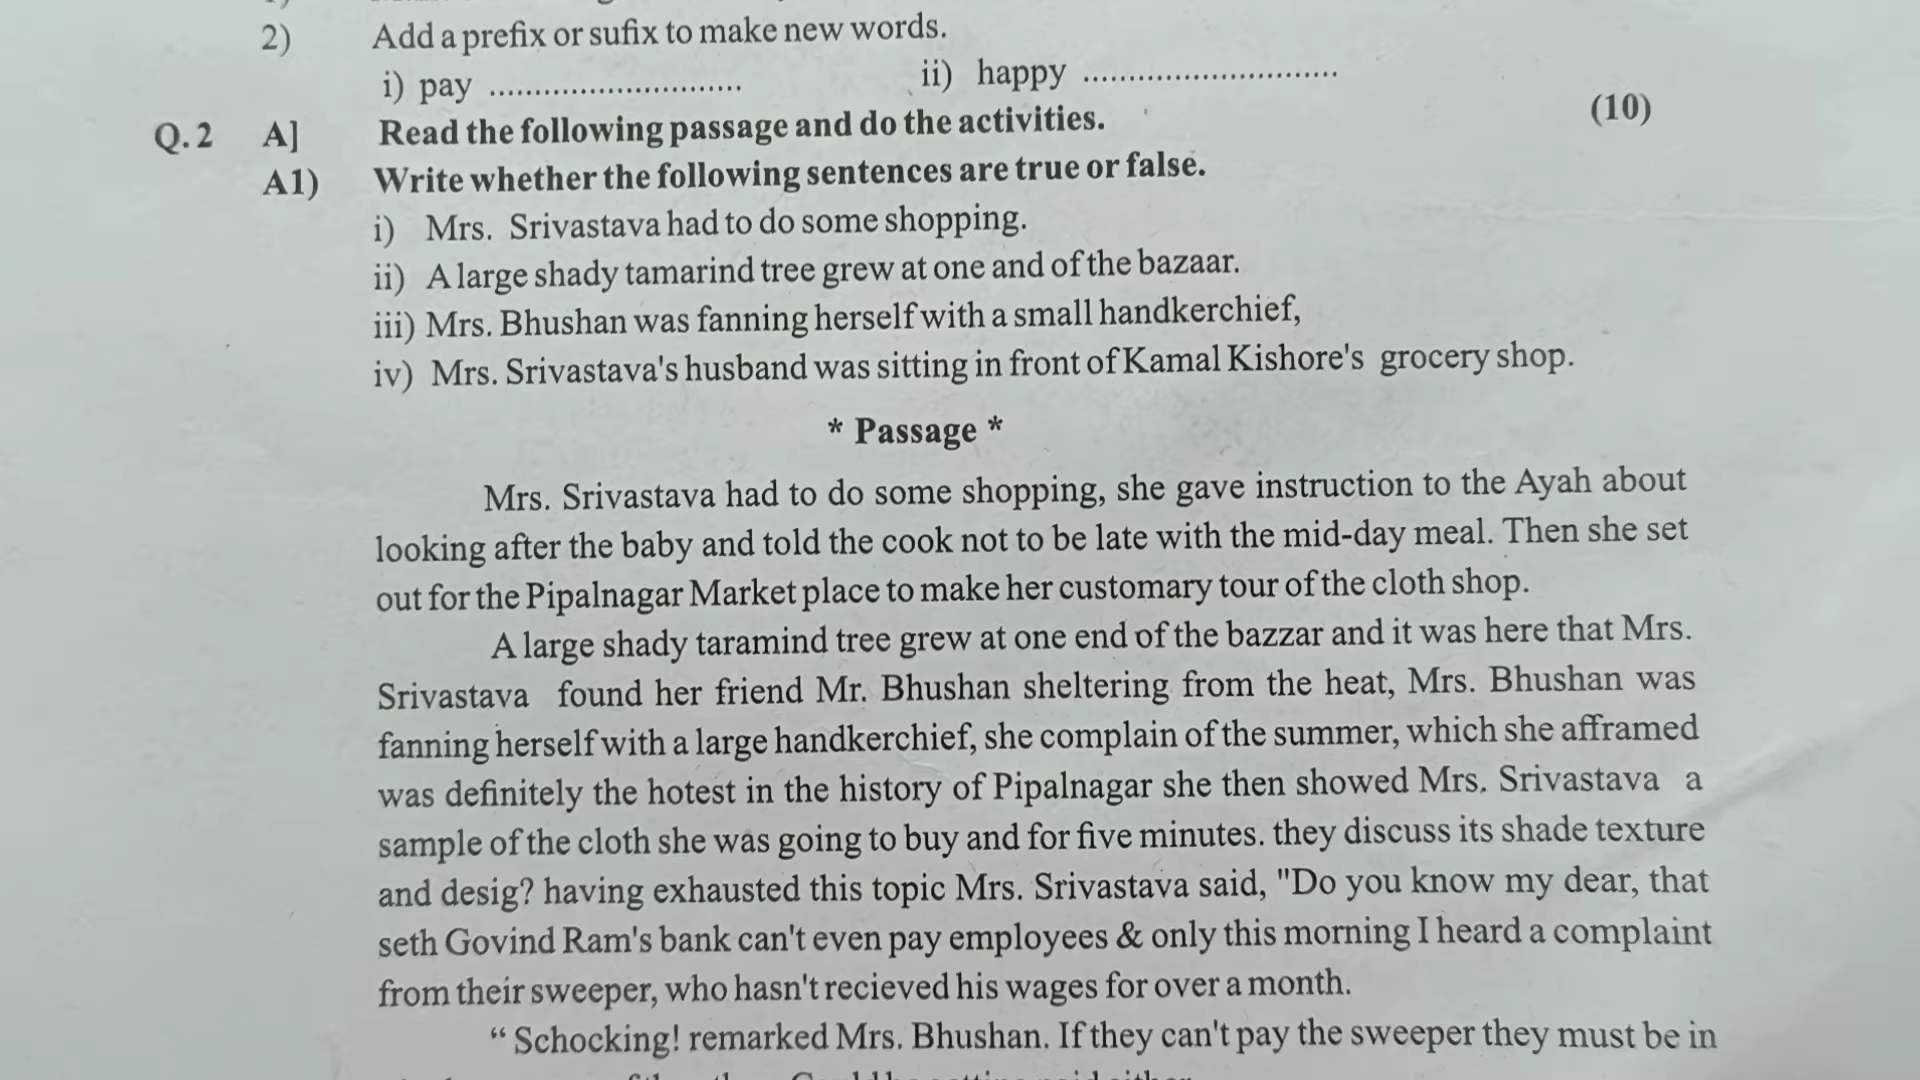 2) Add a prefix or sufix to make new words.
i) pay ............................ ii) happy ............................
Q.2 A] Read the following passage and do the activities. (10)
A1) Write whether the following sentences are true or false.
i) Mrs. Srivastava had to do some shopping.
ii) A large shady tamarind tree grew at one and of the bazaar.
iii) Mrs. Bhushan was fanning herself with a small handkerchief,
iv) Mrs. Srivastava's husband was sitting in front of Kamal Kishore's grocery shop.
* Passage *
Mrs. Srivastava had to do some shopping, she gave instruction to the Ayah about
looking after the baby and told the cook not to be late with the mid-day meal. Then she set
out for the Pipalnagar Market place to make her customary tour of the cloth shop.
A large shady taramind tree grew at one end of the bazzar and it was here that Mrs.
Srivastava found her friend Mr. Bhushan sheltering from the heat, Mrs. Bhushan was
fanning herself with a large handkerchief, she complain of the summer, which she afframed
was definitely the hotest in the history of Pipalnagar she then showed Mrs. Srivastava a
sample of the cloth she was going to buy and for five minutes. they discuss its shade texture
and desig? having exhausted this topic Mrs. Srivastava said, "Do you know my dear, that
seth Govind Ram's bank can't even pay employees & only this morning I heard a complaint
from their sweeper, who hasn't recieved his wages for over a month.
“ Schocking! remarked Mrs. Bhushan. If they can't pay the sweeper they must be in